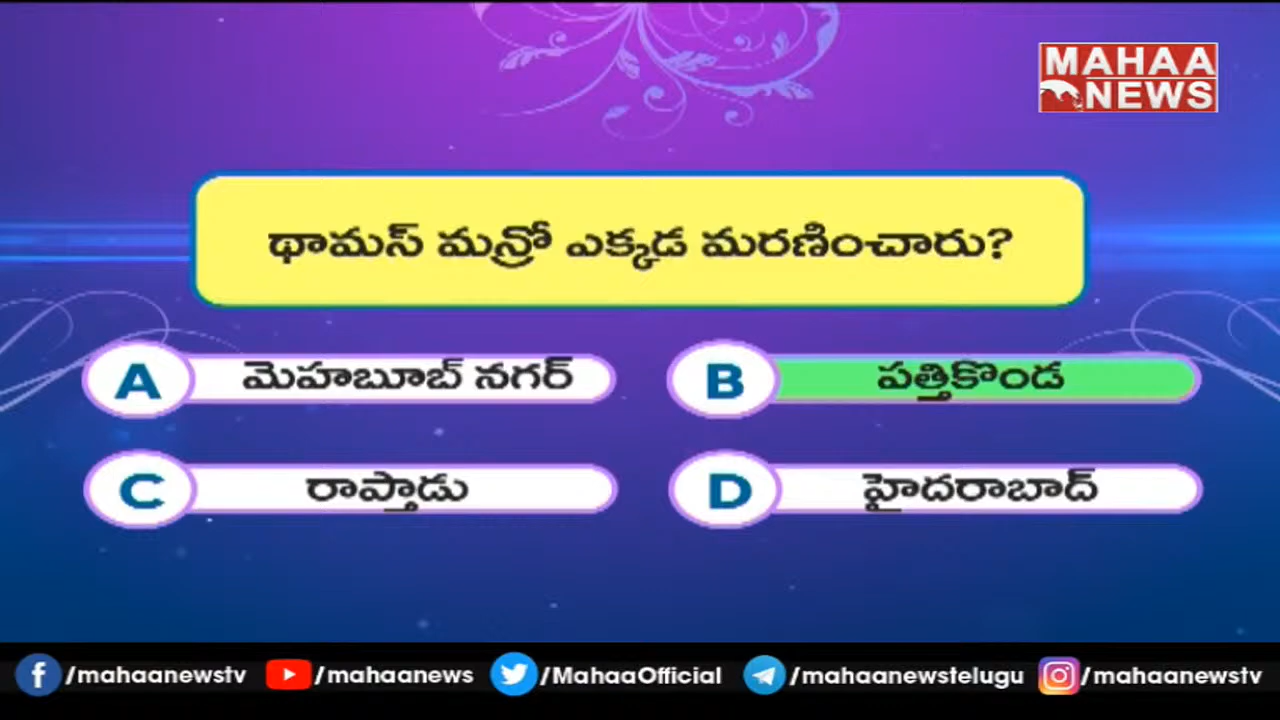 MAHAA
NEWS
థామస్ మన్రో ఎక్కడ మరణించారు?
A మెహబూబ్ నగర్
B పత్తికొండ
C రాప్తాడు
D హైదరాబాద్
/mahaanewstv /mahaanews /MahaaOfficial /mahaanewstelugu /mahaanewstv